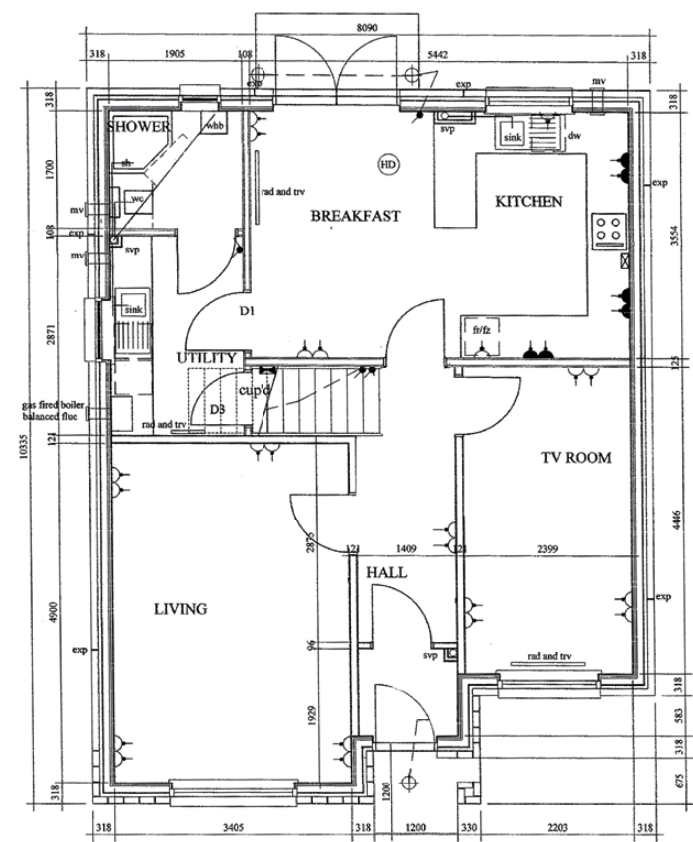 8090
318 1905 108 5442 318
exp exp mv
318 318
SHOWER whb svp sink dw
sh HD
1700 rad and trv KITCHEN exp
wc
mv BREAKFAST
exp 108 3554
svp
mv
D1
sink
2871 fr/fz
UTILITY
125
cup'd
gas fired boiler
balanced flue D3
rad and trv
121
10335
TV ROOM
4446
2875 121 1409 121 2399
HALL
LIVING exp
4900
96
exp svp rad and trv
318
1929 583
318
675
318 1200
318 3405 318 1200 330 2203 318